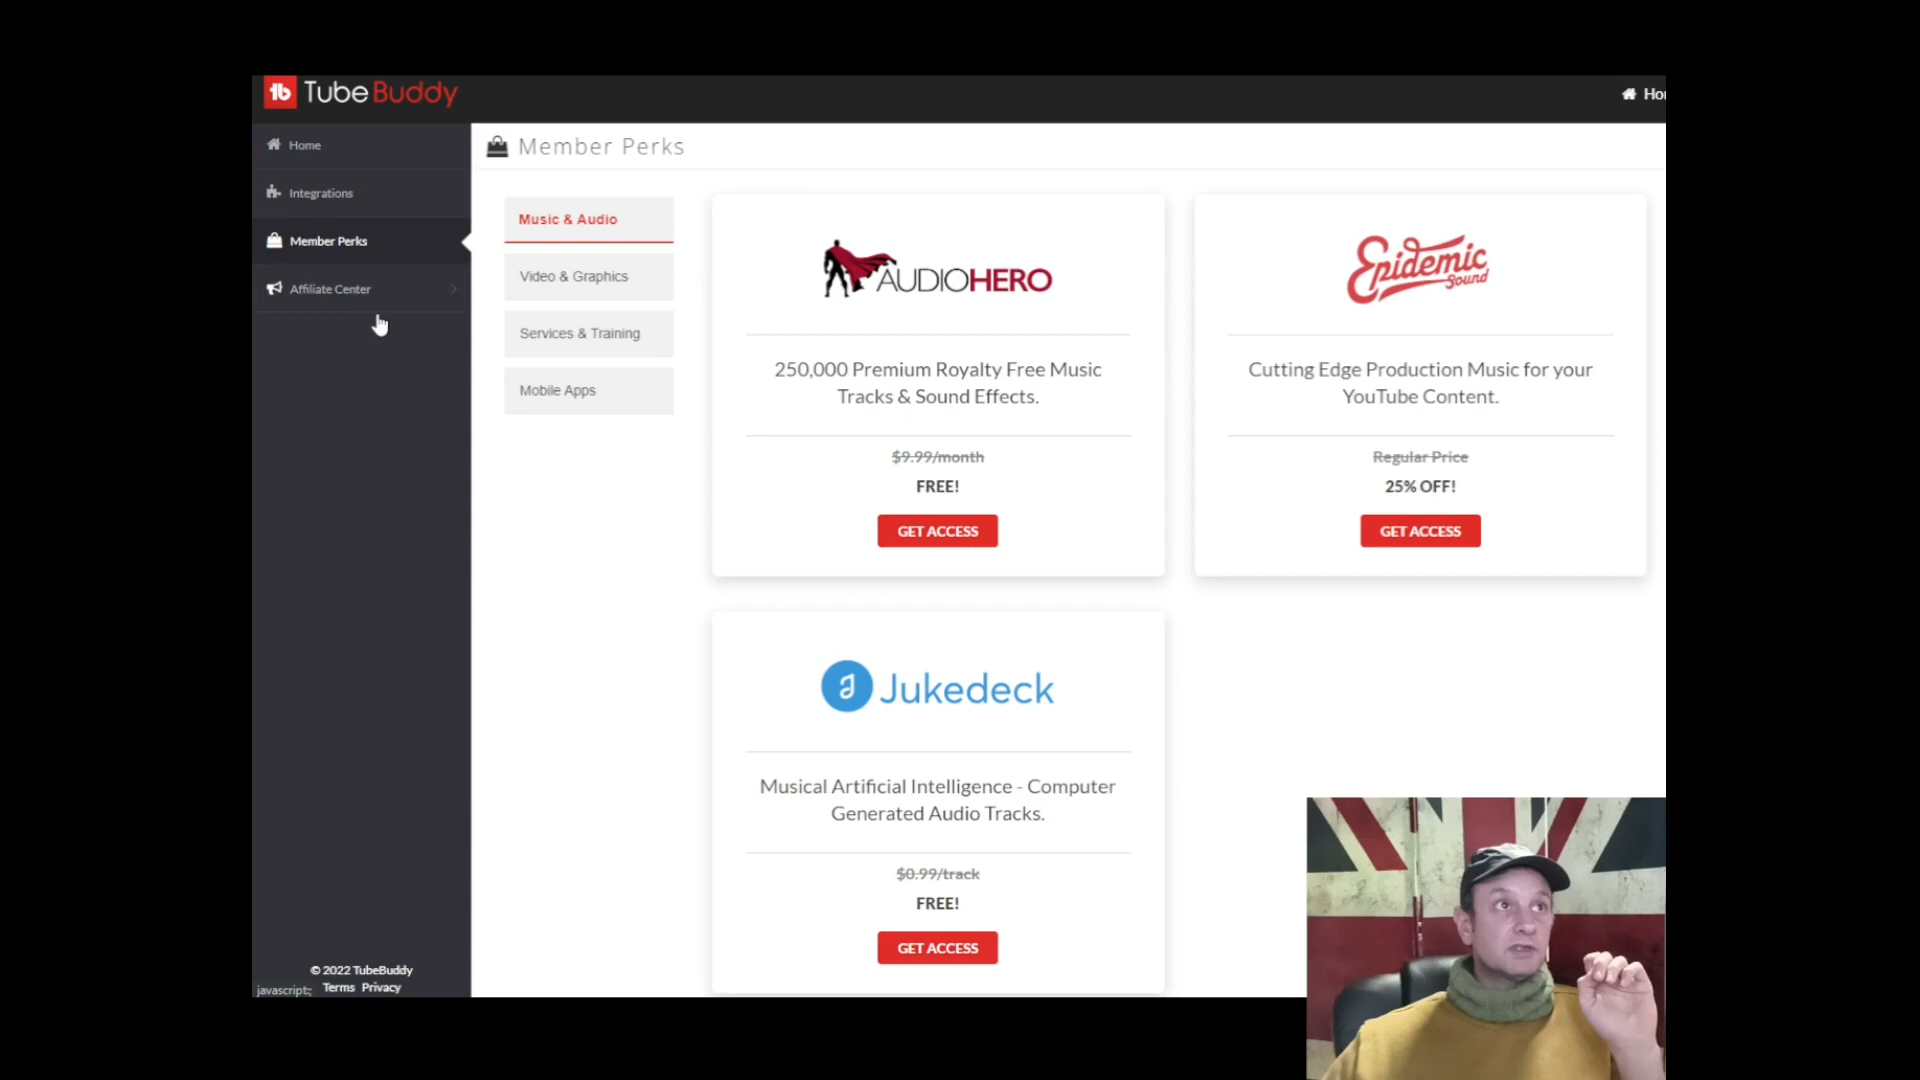 TubeBuddy
Home
Integrations
Member Perks
Affiliate Center
Member Perks
Music & Audio
Video & Graphics
Services & Training
Mobile Apps
AUDIOHERO
250,000 Premium Royalty Free Music
Tracks & Sound Effects.
$9.99/month
FREE!
GET ACCESS
Epidemic
Sound
Cutting Edge Production Music for your
YouTube Content.
Regular Price
25% OFF!
GET ACCESS
Jukedeck
Musical Artificial Intelligence - Computer
Generated Audio Tracks.
$0.99/track
FREE!
GET ACCESS
© 2022 TubeBuddy
Terms Privacy
javascript:;